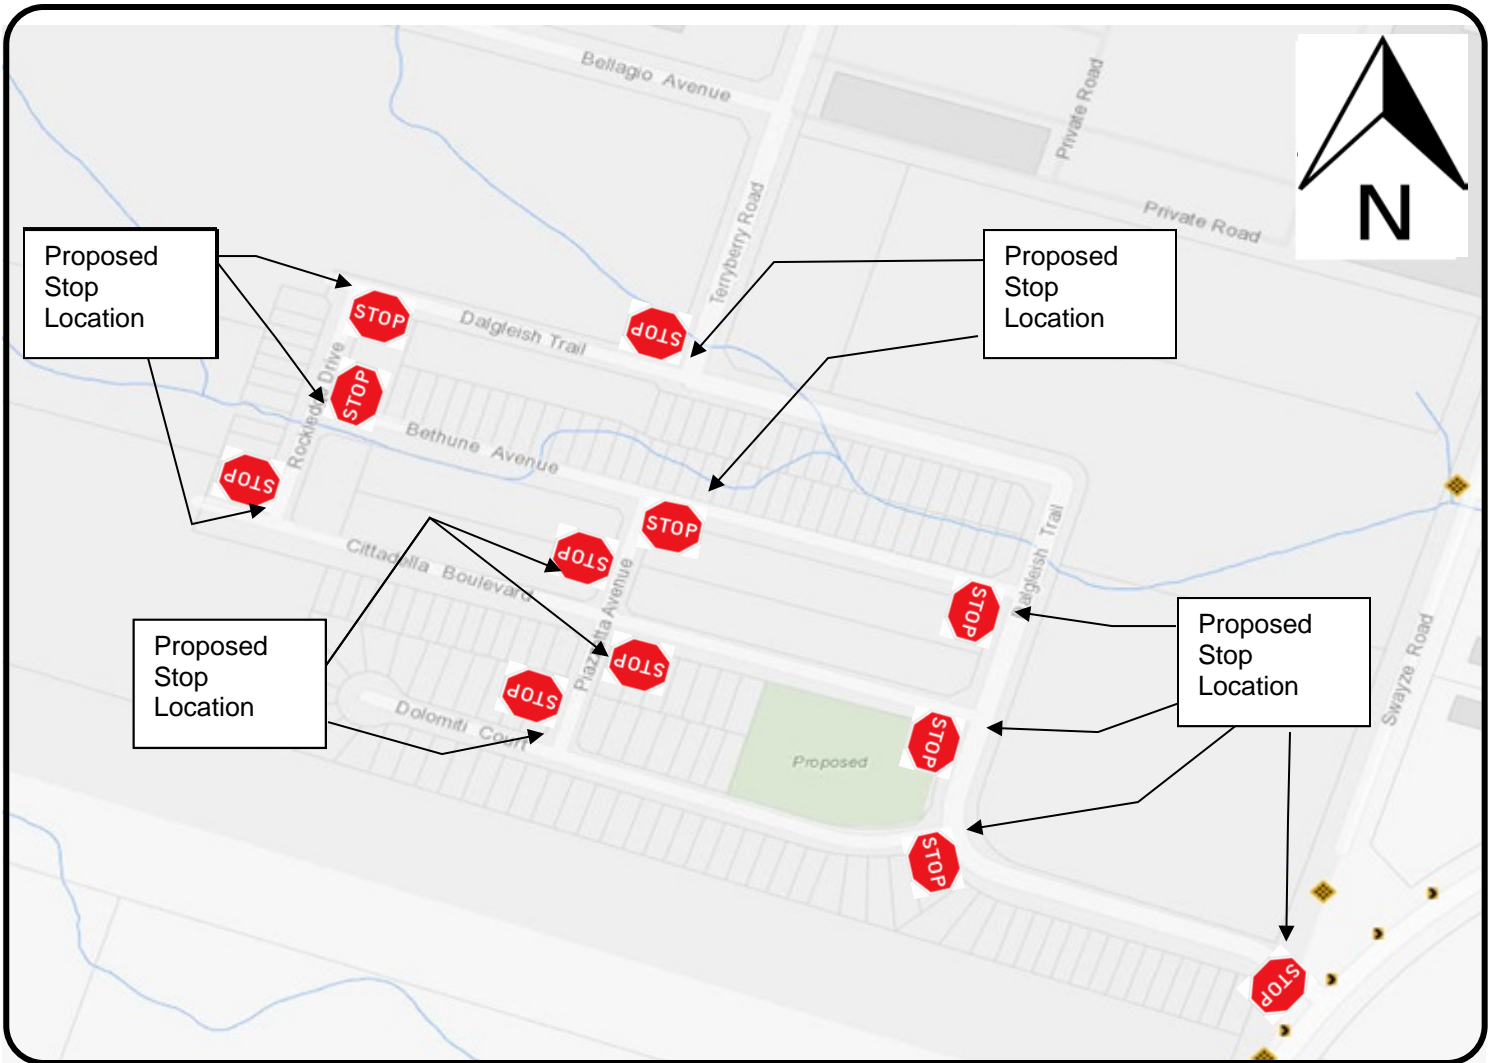 Bellagio Avenue
Private Road
Terryberry Road
Private Road
N
Proposed
Stop
Location
Proposed
Stop
Location
STOP
Dalgleish Trail
STOP
Rockledge Drive
STOP
Bethune Avenue
STOP
STOP
Dalgleish Trail
Cittadella Boulevard
STOP
Piazzetta Avenue
STOP
STOP
Proposed
Stop
Location
Proposed
Stop
Location
Swayze Road
STOP
Dolomiti Court
STOP
Proposed
STOP
STOP